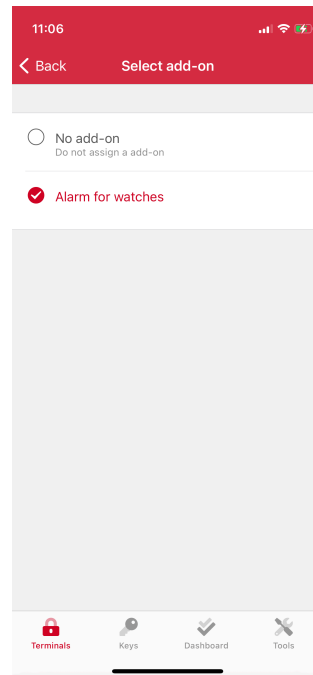 11:06
Back
Select add-on
No add-on
Do not assign a add-on
Alarm for watches
Terminals
Keys
Dashboard
Tools